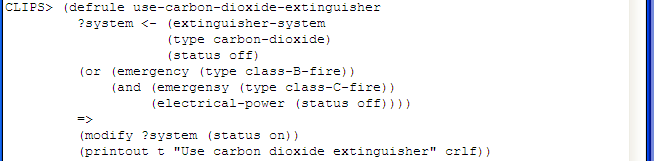 CLIPS> (defrule use-carbon-dioxide-extinguisher
?system <- (extinguisher-system
(type carbon-dioxide)
(status off)
(or (emergency (type class-B-fire))
(and (emergensy (type class-C-fire))
(electrical-power (status off))))
=>
(modify ?system (status on))
(printout t "Use carbon dioxide extinguisher" crlf))